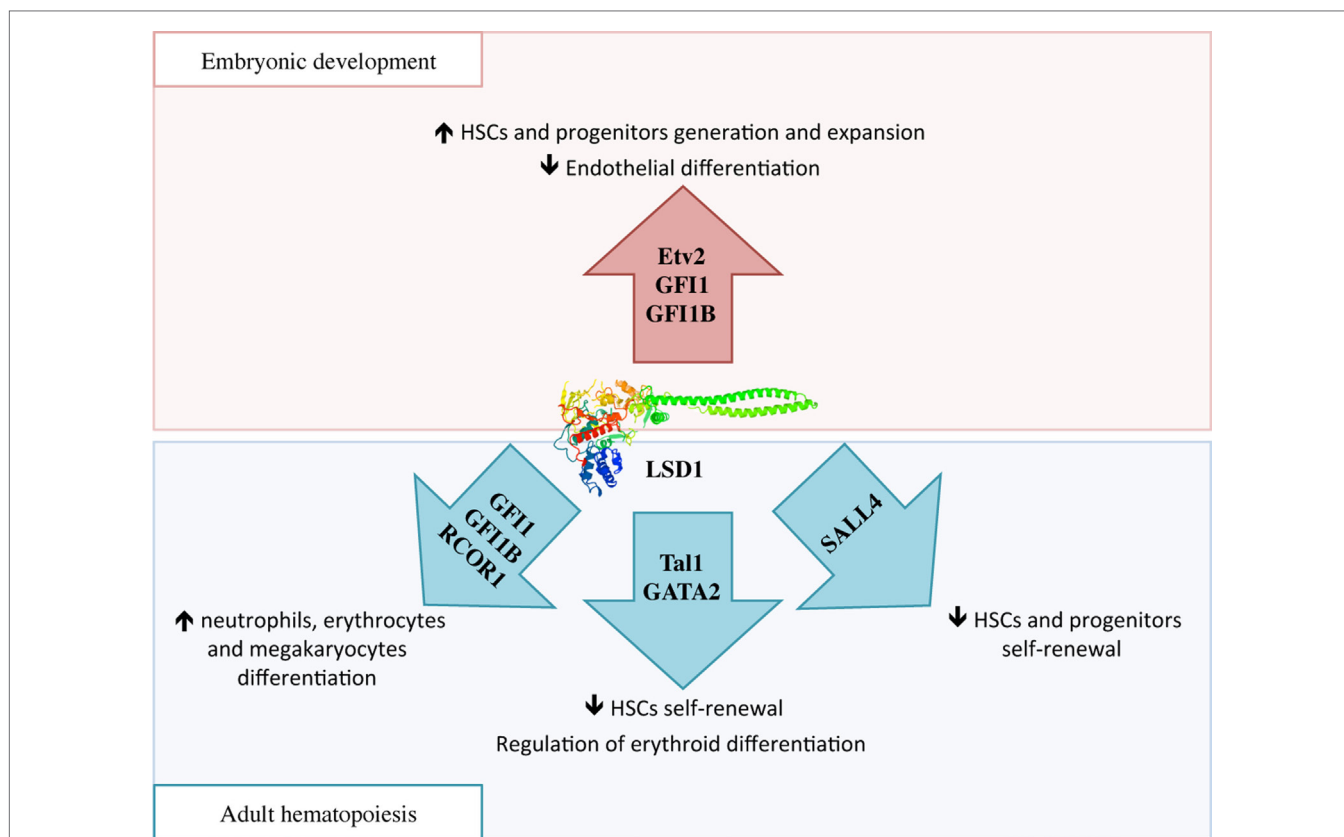 Embryonic development
🡱 HSCs and progenitors generation and expansion
🡳 Endothelial differentiation
Etv2
GFI1
GFI1B
LSD1
GFI1
GFI1B
RCOR1
Tal1
GATA2
SALL4
🡱 neutrophils, erythrocytes
and megakaryocytes
differentiation
🡳 HSCs self-renewal
Regulation of erythroid differentiation
🡳 HSCs and progenitors
self-renewal
Adult hematopoiesis